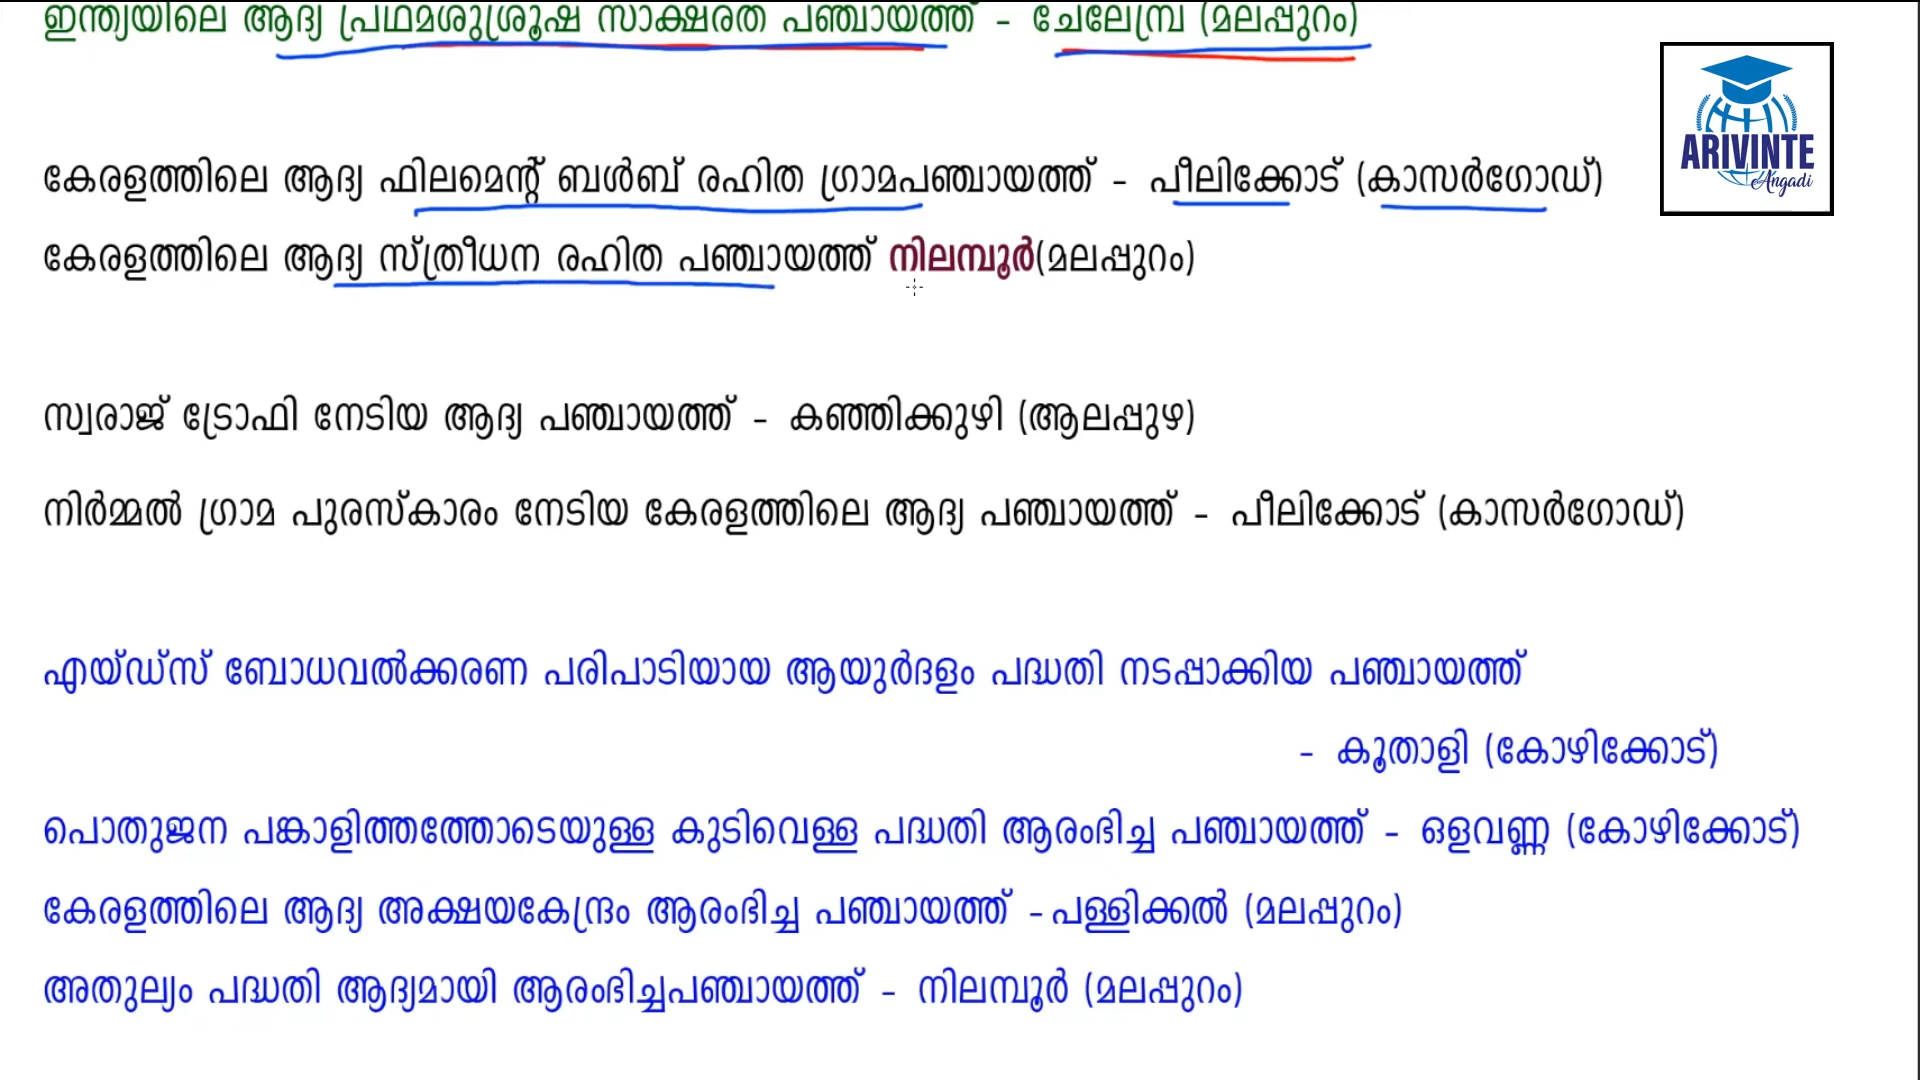 ഇന്ത്യയിലെ ആദ്യ പ്രഥമശുശ്രൂഷ സാക്ഷരത പഞ്ചായത്ത് - ചേലേമ്പ്ര (മലപ്പുറം)
ARIVINTE
Angadi
കേരളത്തിലെ ആദ്യ ഫിലമെന്റ് ബൾബ് രഹിത ഗ്രാമപഞ്ചായത്ത് - പീലിക്കോട് (കാസർഗോഡ്)
കേരളത്തിലെ ആദ്യ സ്ത്രീധന രഹിത പഞ്ചായത്ത് നിലമ്പൂർ(മലപ്പുറം)
സ്വരാജ് ട്രോഫി നേടിയ ആദ്യ പഞ്ചായത്ത് - കഞ്ഞിക്കുഴി (ആലപ്പുഴ)
നിർമ്മൽ ഗ്രാമ പുരസ്കാരം നേടിയ കേരളത്തിലെ ആദ്യ പഞ്ചായത്ത് - പീലിക്കോട് (കാസർഗോഡ്)
എയ്ഡ്സ് ബോധവൽക്കരണ പരിപാടിയായ ആയുർദളം പദ്ധതി നടപ്പാക്കിയ പഞ്ചായത്ത്
- കൂതാളി (കോഴിക്കോട്)
പൊതുജന പങ്കാളിത്തത്തോടെയുള്ള കുടിവെള്ള പദ്ധതി ആരംഭിച്ച പഞ്ചായത്ത് - ഒളവണ്ണ (കോഴിക്കോട്)
കേരളത്തിലെ ആദ്യ അക്ഷയകേന്ദ്രം ആരംഭിച്ച പഞ്ചായത്ത് -പള്ളിക്കൽ (മലപ്പുറം)
അതുല്യം പദ്ധതി ആദ്യമായി ആരംഭിച്ചപഞ്ചായത്ത് - നിലമ്പൂർ (മലപ്പുറം)